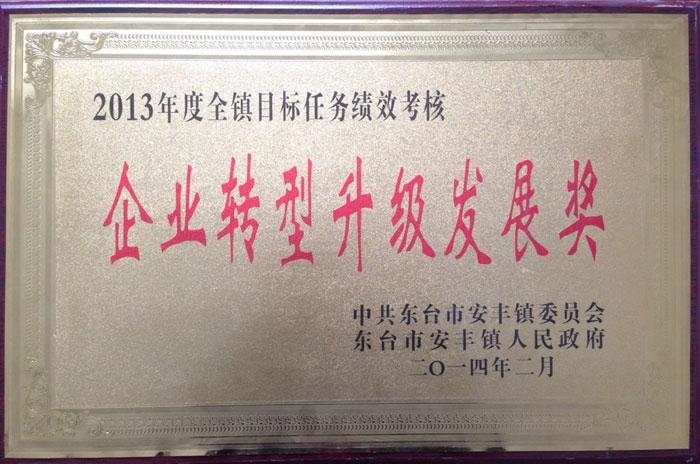 2013年度全镇目标任务绩效考核
企业转型升级发展奖
中共东台市安丰镇委员会
东台市安丰镇人民政府
二〇一四年二月